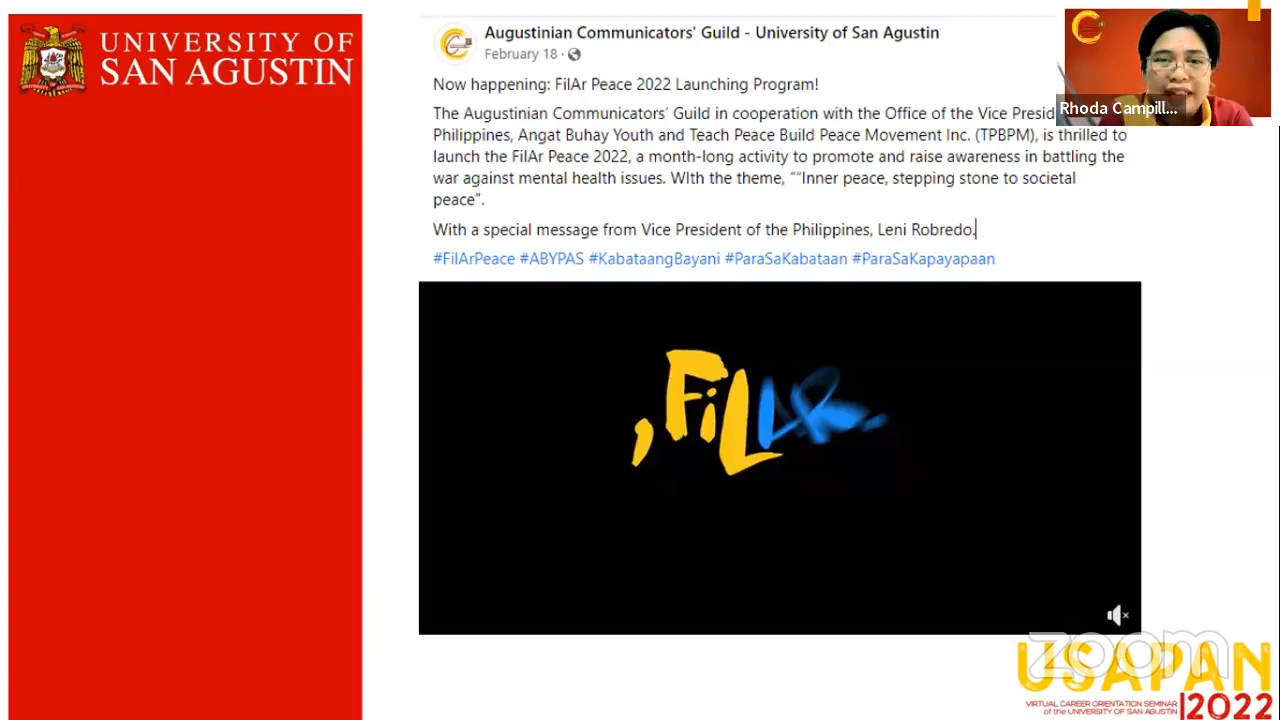 UNIVERSITY OF
SAN AGUSTIN
Augustinian Communicators' Guild - University of San Agustin
February 18 ·
Now happening: FilAr Peace 2022 Launching Program!
The Augustinian Communicators' Guild in cooperation with the Office of the Vice Presid
Philippines, Angat Buhay Youth and Teach Peace Build Peace Movement Inc. (TPBPM), is thrilled to
launch the FilAr Peace 2022, a month-long activity to promote and raise awareness in battling the
war against mental health issues. WIth the theme, ““Inner peace, stepping stone to societal
peace”.
With a special message from Vice President of the Philippines, Leni Robredo.
#FilArPeace #ABYPAS #KabataangBayani #ParaSaKabataan #ParaSaKapayapaan
FiLAR
Rhoda Campill...
zoom
USAPAN
VIRTUAL CAREER ORIENTATION SEMINAR
of the UNIVERSITY OF SAN AGUSTIN
2022